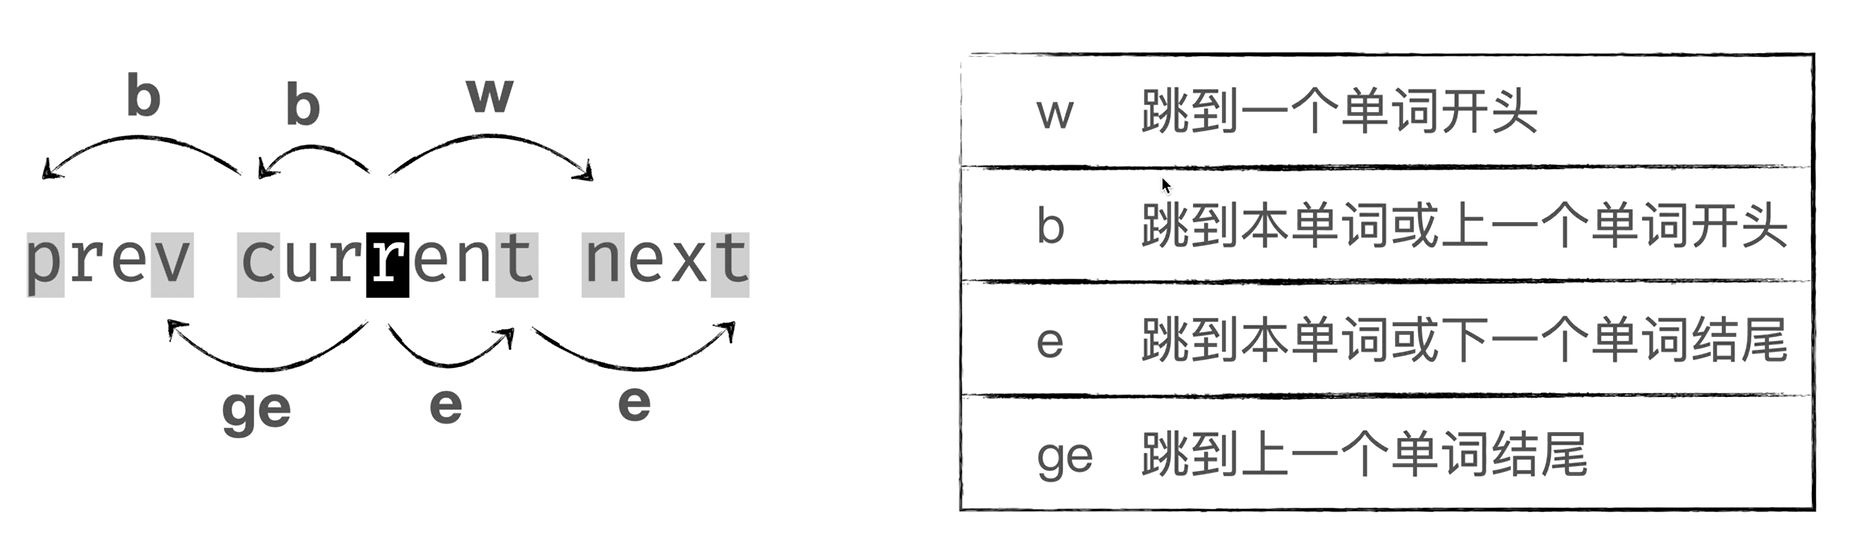 b b w
prev current next
ge e e
w 跳到一个单词开头
b 跳到本单词或上一个单词开头
e 跳到本单词或下一个单词结尾
ge 跳到上一个单词结尾